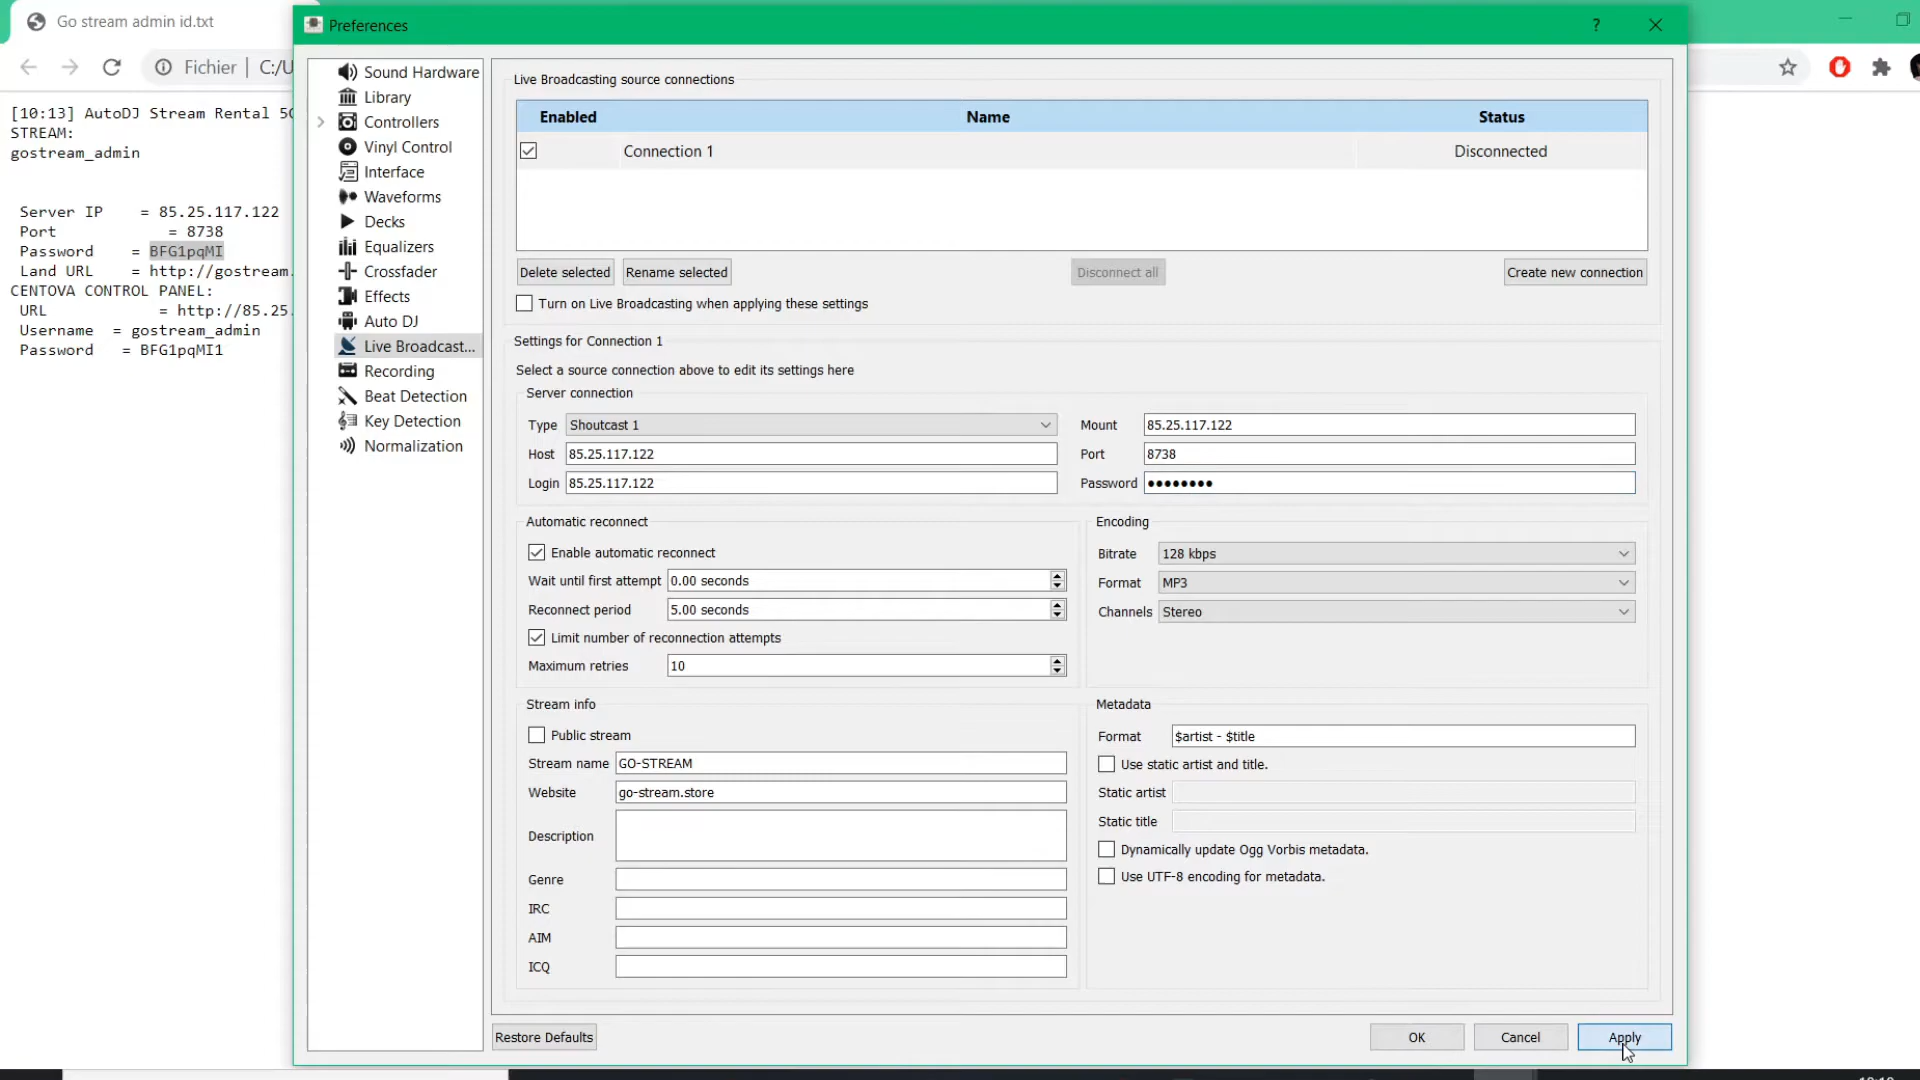 Go stream admin id.txt
Fichier | C:/U
[10:13] AutoDJ Stream Rental
STREAM:
gostream_admin
Server IP = 85.25.117.122
Port = 8738
Password = BFG1pqMI
Land URL = http://gostream.
CENTOVA CONTROL PANEL:
URL = http://85.25.
Username = gostream_admin
Password = BFG1pqMI1
Preferences
?
Sound Hardware
Library
Controllers
Vinyl Control
Interface
Waveforms
Decks
Equalizers
Crossfader
Effects
Auto DJ
Live Broadcast...
Recording
Beat Detection
Key Detection
Normalization
Live Broadcasting source connections
Enabled Name Status
Connection 1 Disconnected
Delete selected Rename selected Disconnect all Create new connection
Turn on Live Broadcasting when applying these settings
Settings for Connection 1
Select a source connection above to edit its settings here
Server connection
Type Shoutcast 1 Mount 85.25.117.122
Host 85.25.117.122 Port 8738
Login 85.25.117.122 Password ●●●●●●●●
Automatic reconnect
Enable automatic reconnect
Wait until first attempt 0.00 seconds
Reconnect period 5.00 seconds
Limit number of reconnection attempts
Maximum retries 10
Encoding
Bitrate 128 kbps
Format MP3
Channels Stereo
Stream info
Public stream
Stream name GO-STREAM
Website go-stream.store
Description
Genre
IRC
AIM
ICQ
Metadata
Format $artist - $title
Use static artist and title.
Static artist
Static title
Dynamically update Ogg Vorbis metadata.
Use UTF-8 encoding for metadata.
Restore Defaults OK Cancel Apply